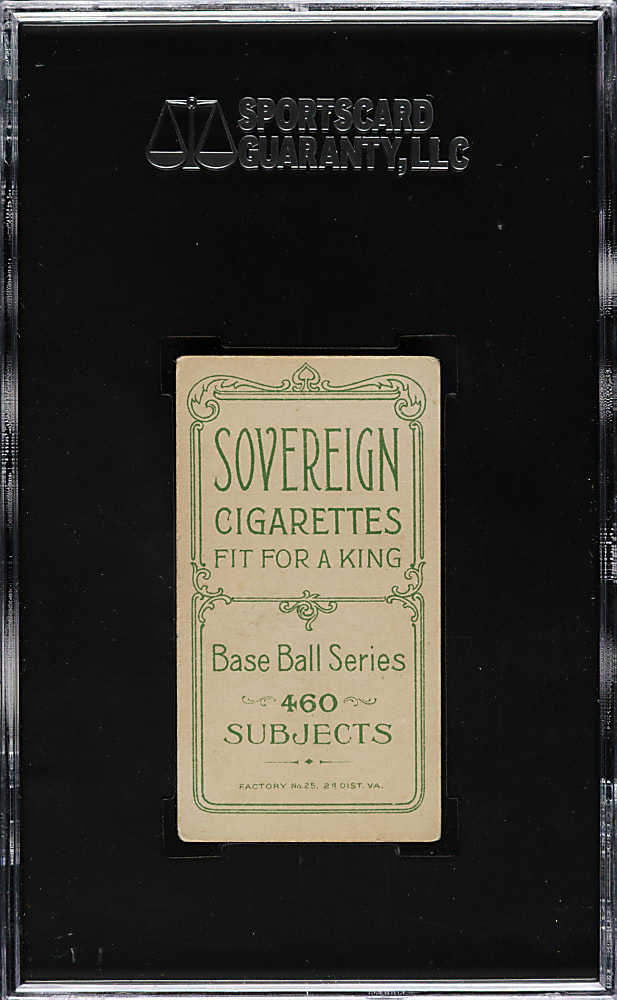 SPORTSCARD
GUARANTY, LLC
SOVEREIGN
CIGARETTES
FIT FOR A KING
Base Ball Series
460
SUBJECTS
FACTORY No. 25, 2d DIST. VA.